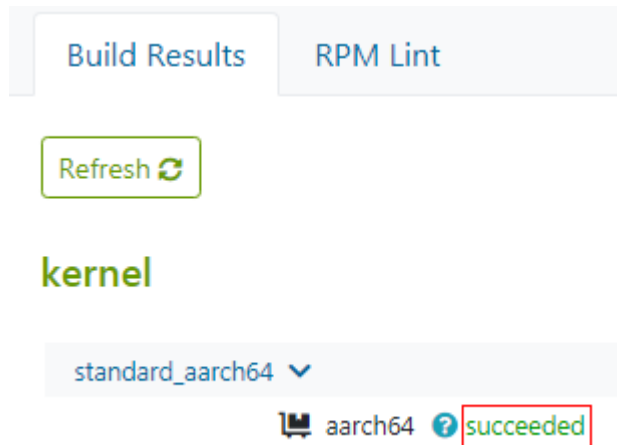 Build Results RPM Lint
Refresh
kernel
standard_aarch64
aarch64 ? succeeded